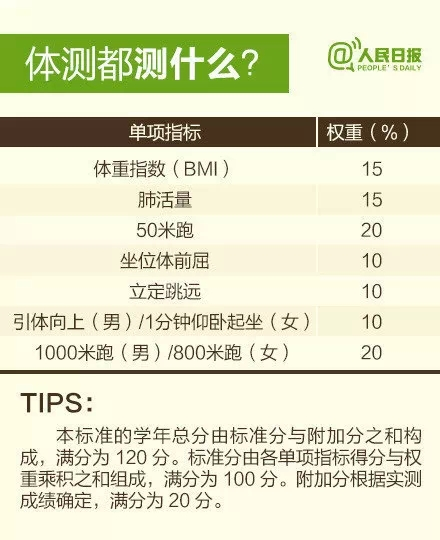 体测都测什么?
@人民日报
PEOPLE'S DAILY
单项指标 权重(%)
体重指数(BMI) 15
肺活量 15
50米跑 20
坐位体前屈 10
立定跳远 10
引体向上(男)/1分钟仰卧起坐(女) 10
1000米跑(男)/800米跑(女) 20
TIPS:
本标准的学年总分由标准分与附加分之和构
成,满分为 120 分。标准分由各单项指标得分与权
重乘积之和组成,满分为 100 分。附加分根据实测
成绩确定,满分为 20 分。